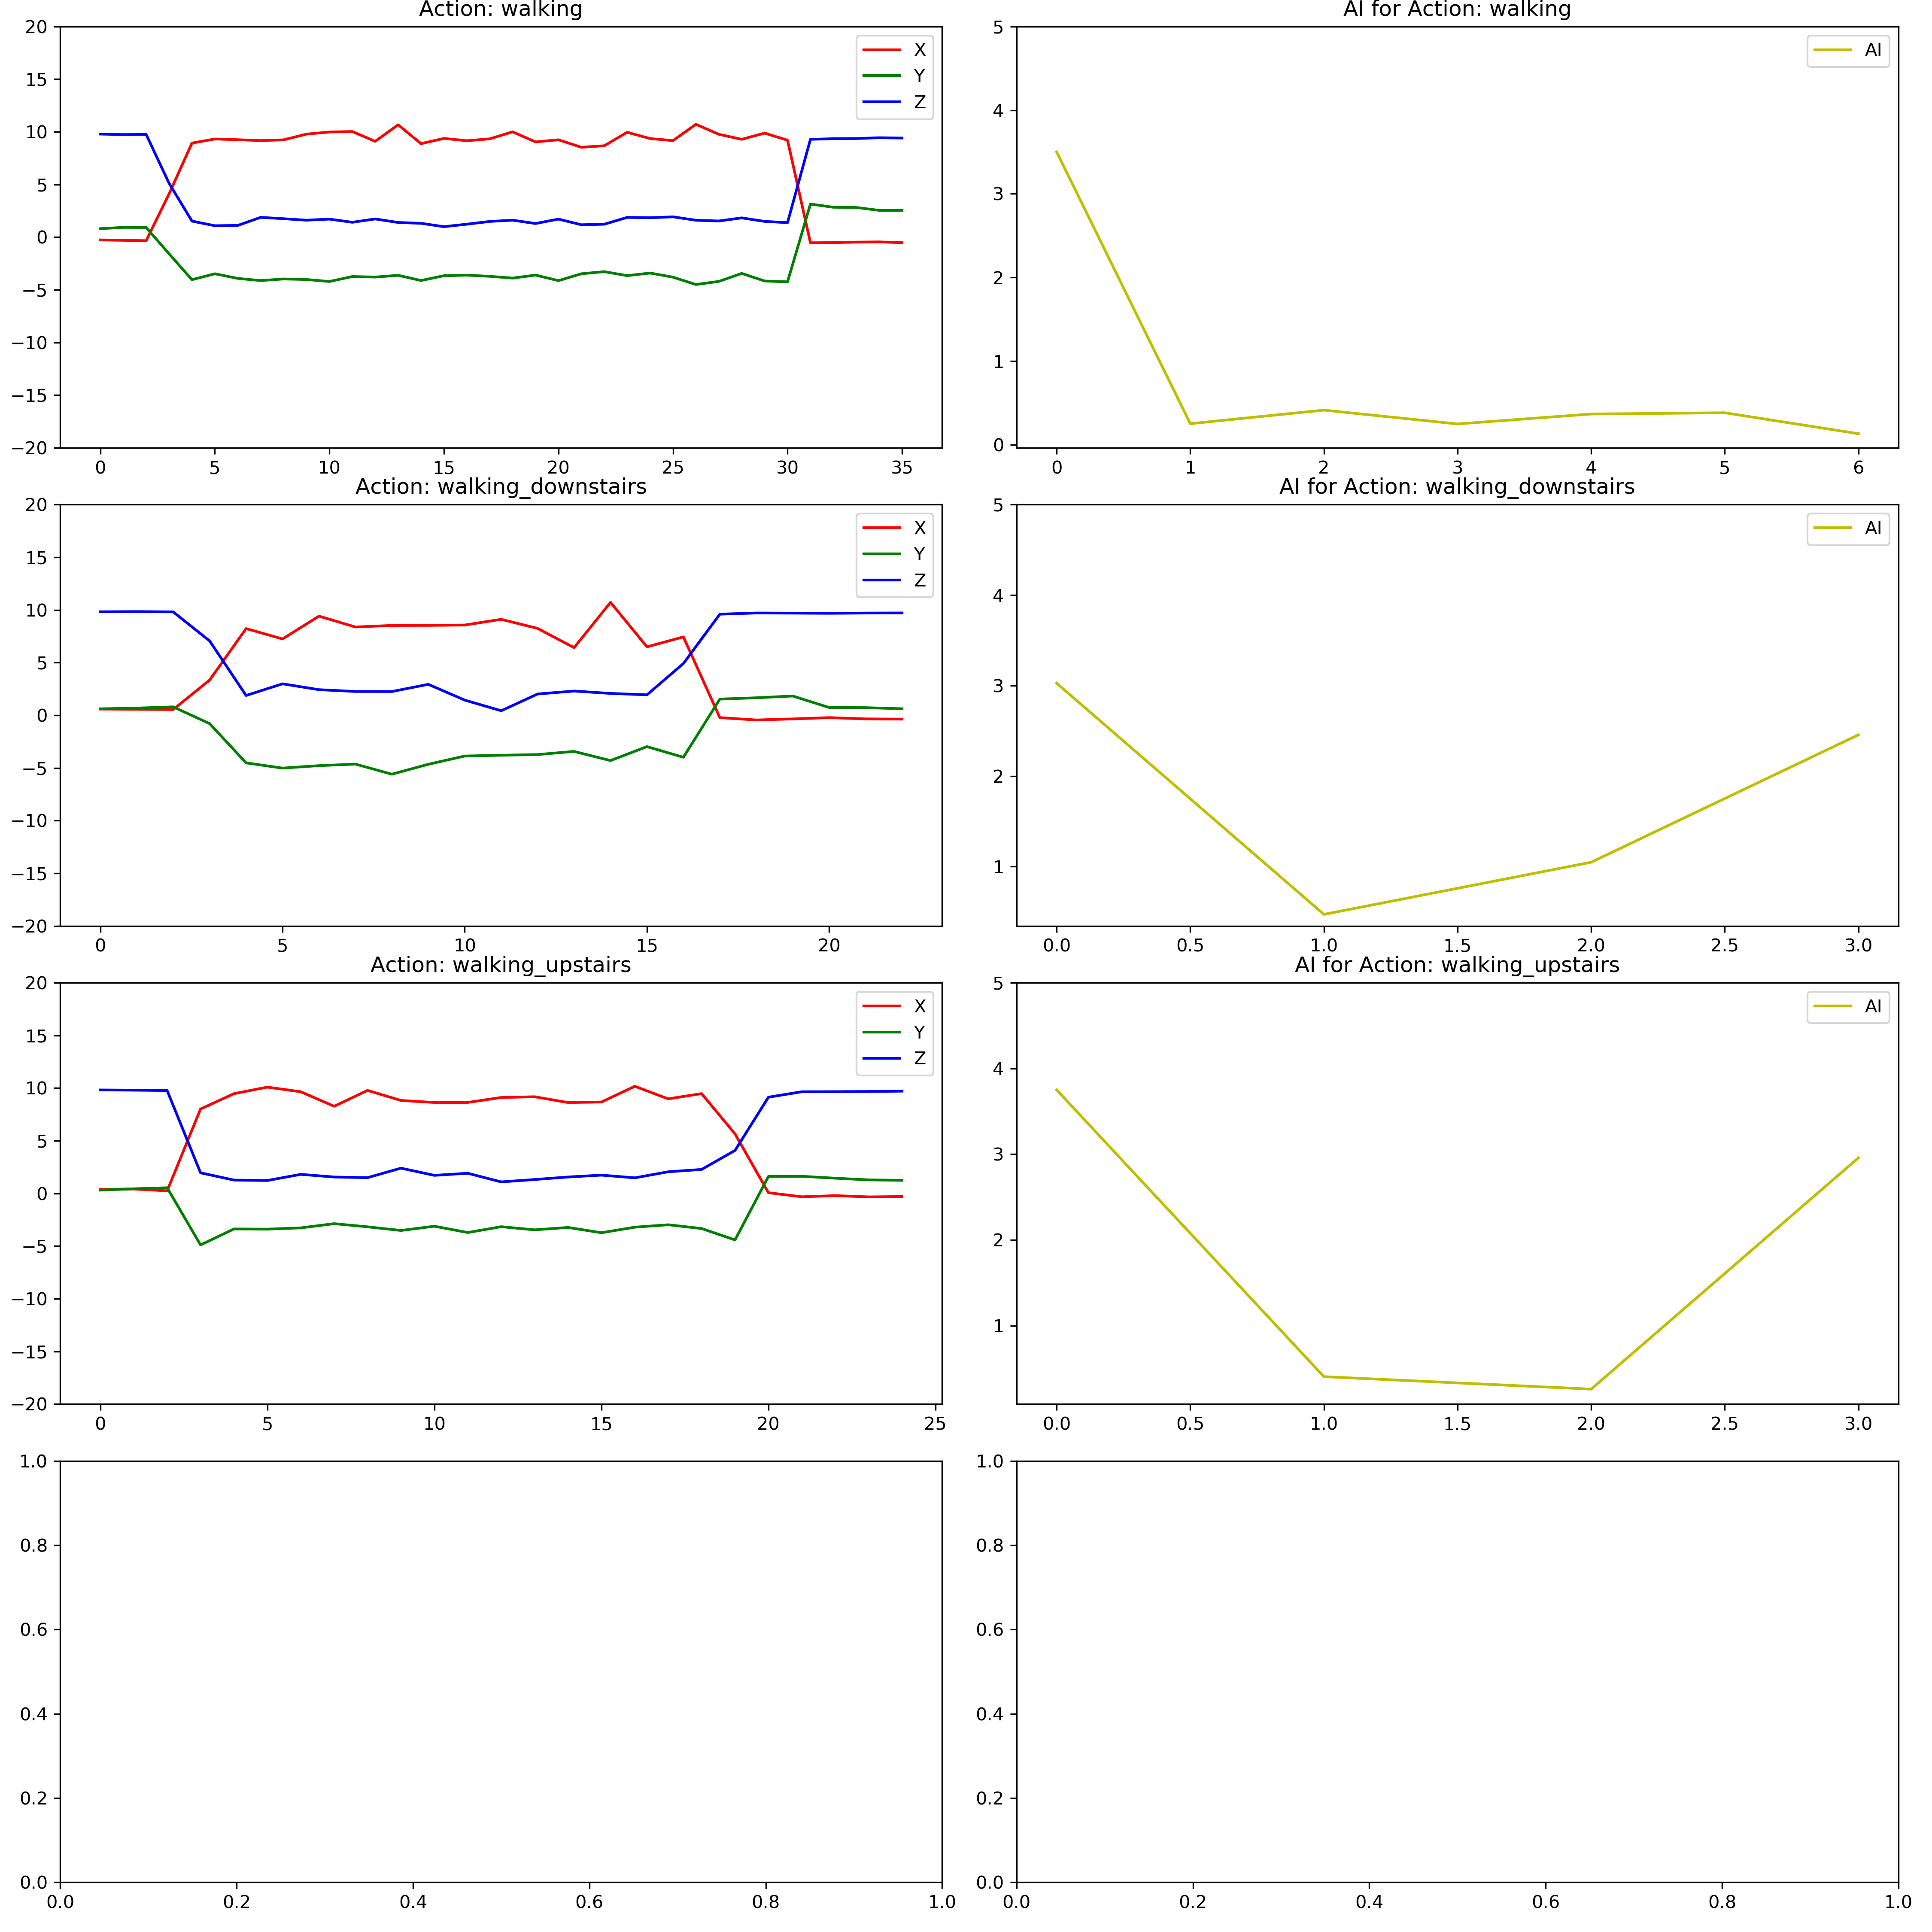 Action: walking
20
15
10
5
0
−5
−10
−15
−20
0 5 10 15 20 25 30 35
X
Y
Z
AI for Action: walking
5
4
3
2
1
0
0 1 2 3 4 5 6
AI
Action: walking_downstairs
20
15
10
5
0
−5
−10
−15
−20
0 5 10 15 20
X
Y
Z
AI for Action: walking_downstairs
5
4
3
2
1
0.0 0.5 1.0 1.5 2.0 2.5 3.0
AI
Action: walking_upstairs
20
15
10
5
0
−5
−10
−15
−20
0 5 10 15 20 25
X
Y
Z
AI for Action: walking_upstairs
5
4
3
2
1
0.0 0.5 1.0 1.5 2.0 2.5 3.0
AI
1.0
0.8
0.6
0.4
0.2
0.0
0.0 0.2 0.4 0.6 0.8 1.0
1.0
0.8
0.6
0.4
0.2
0.0
0.0 0.2 0.4 0.6 0.8 1.0